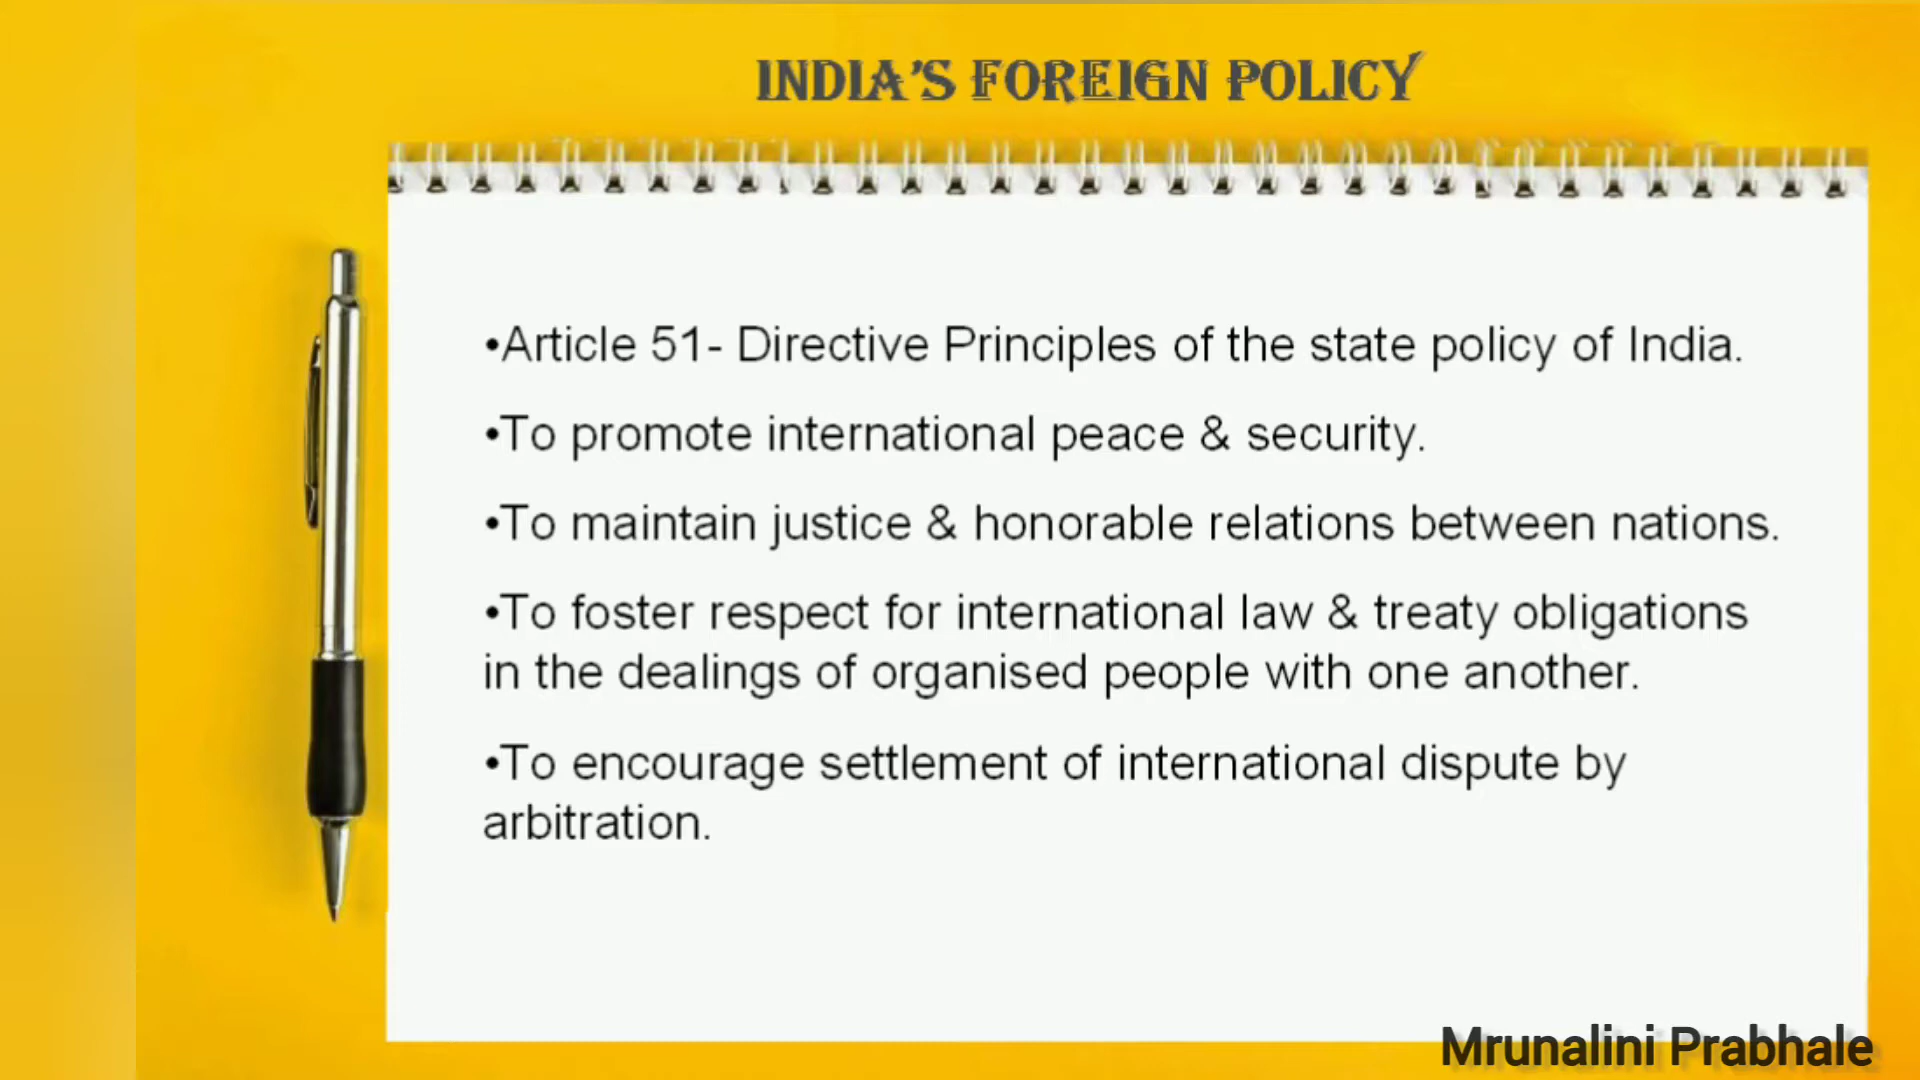 INDIA'S FOREIGN POLICY
•Article 51- Directive Principles of the state policy of India.
•To promote international peace & security.
•To maintain justice & honorable relations between nations.
•To foster respect for international law & treaty obligations
in the dealings of organised people with one another.
•To encourage settlement of international dispute by
arbitration.
Mrunalini Prabhale